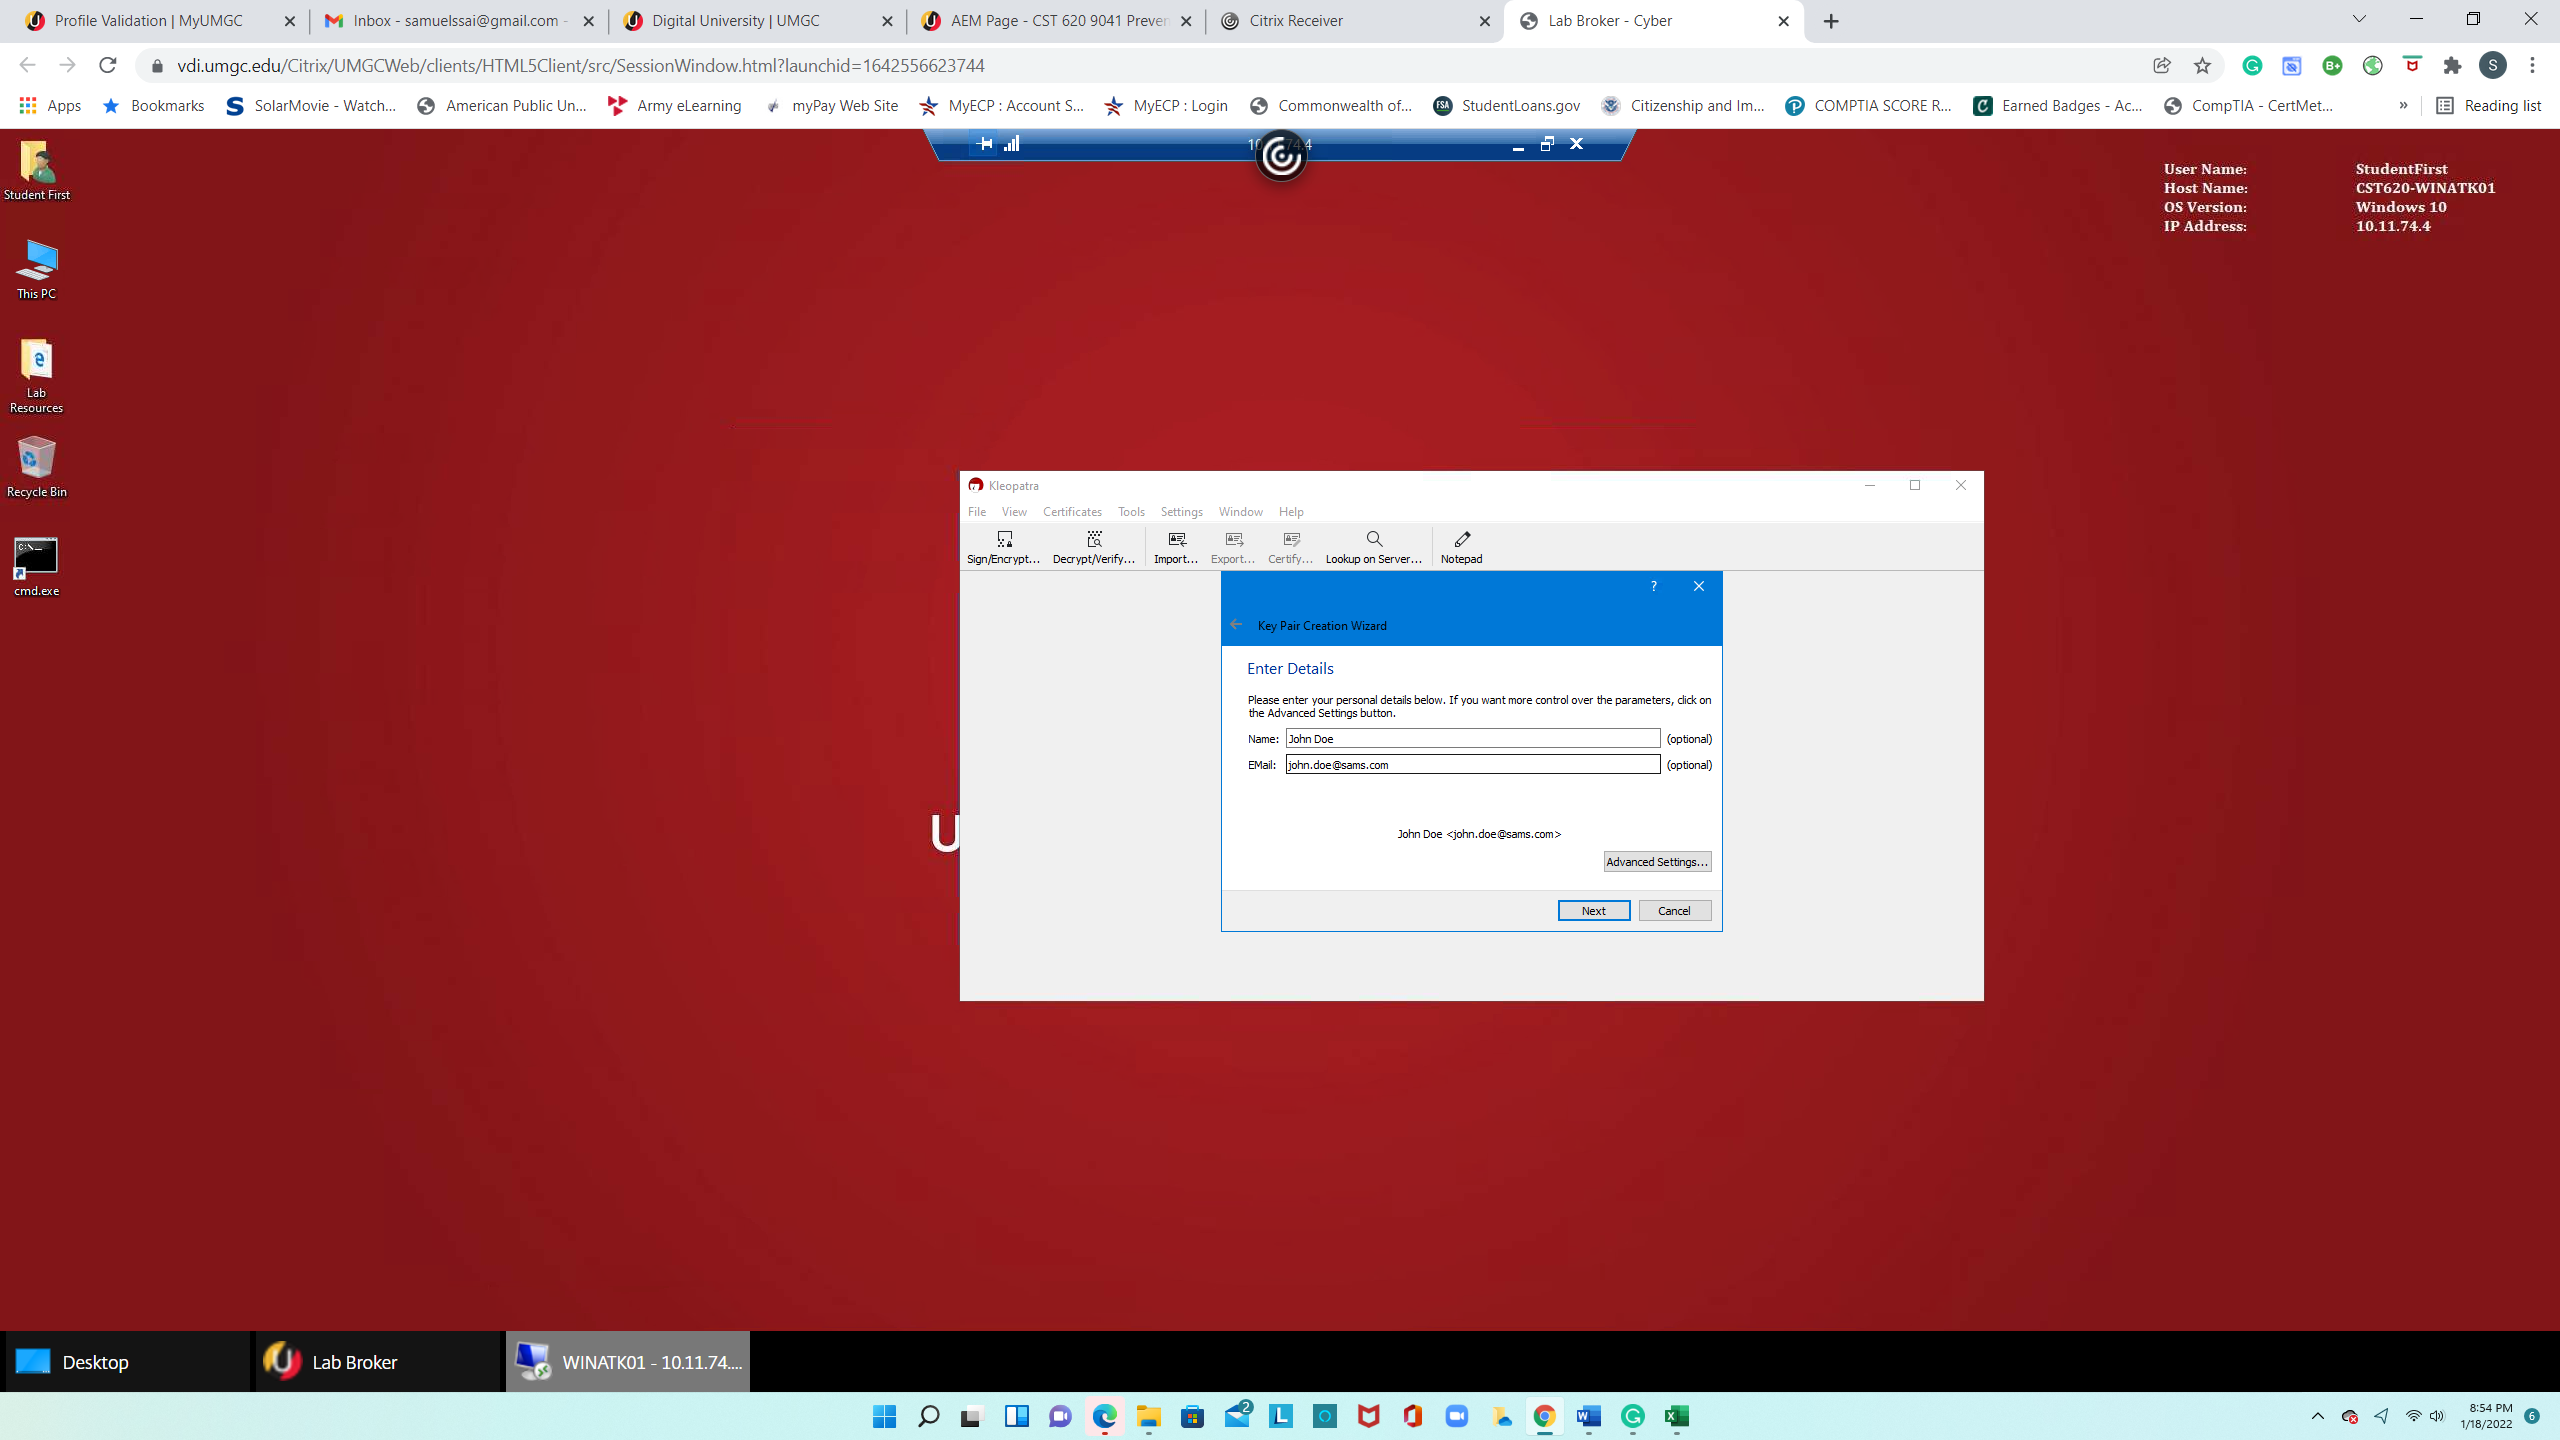 Profile Validation | MyUMGC
Inbox - samuelssai@gmail.com -
Digital University | UMGC
AEM Page - CST 620 9041 Preven
Citrix Receiver
Lab Broker - Cyber
vdi.umgc.edu/Citrix/UMGCWeb/clients/HTML5Client/src/SessionWindow.html?launchid=1642556623744
S
Apps
Bookmarks
SolarMovie - Watch...
American Public Un...
Army eLearning
myPay Web Site
MyECP : Account S...
MyECP : Login
Commonwealth of...
StudentLoans.gov
Citizenship and Im...
COMPTIA SCORE R...
Earned Badges - Ac...
CompTIA - CertMet...
»
Reading list
Student First
This PC
Lab
Resources
Recycle Bin
cmd.exe
User Name: StudentFirst
Host Name: CST620-WINATK01
OS Version: Windows 10
IP Address: 10.11.74.4
Kleopatra
File View Certificates Tools Settings Window Help
Sign/Encrypt... Decrypt/Verify... Import... Export... Certify... Lookup on Server... Notepad
?
Key Pair Creation Wizard
Enter Details
Please enter your personal details below. If you want more control over the parameters, click on
the Advanced Settings button.
Name: John Doe (optional)
EMail: john.doe@sams.com (optional)
John Doe <john.doe@sams.com>
Advanced Settings...
Next Cancel
U
Desktop
Lab Broker
WINATK01 - 10.11.74....
2
8:54 PM
1/18/2022
6